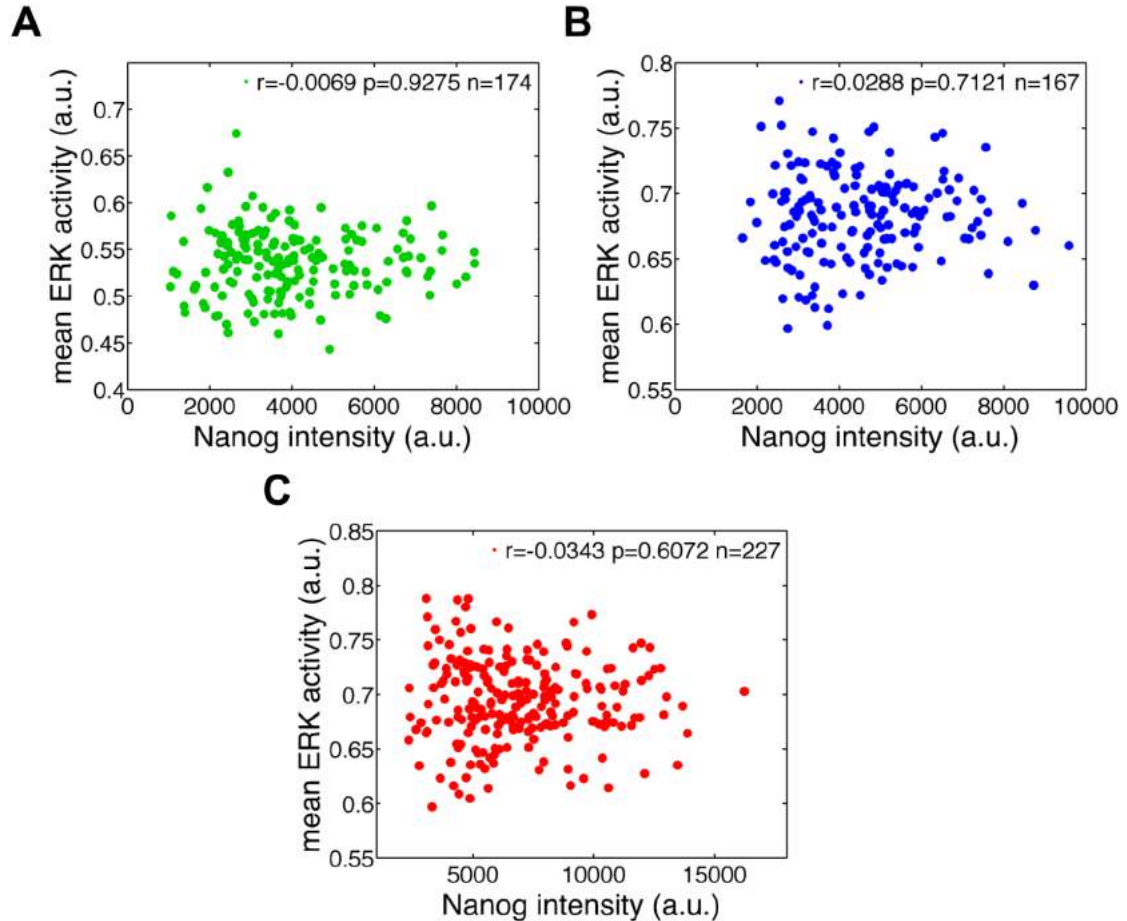 A
r=-0.0069 p=0.9275 n=174
mean ERK activity (a.u.)
0.7
0.65
0.6
0.55
0.5
0.45
0.4
0 2000 4000 6000 8000 10000
Nanog intensity (a.u.)
B
r=0.0288 p=0.7121 n=167
mean ERK activity (a.u.)
0.8
0.75
0.7
0.65
0.6
0.55
0 2000 4000 6000 8000 10000
Nanog intensity (a.u.)
C
r=-0.0343 p=0.6072 n=227
mean ERK activity (a.u.)
0.85
0.8
0.75
0.7
0.65
0.6
0.55
5000 10000 15000
Nanog intensity (a.u.)